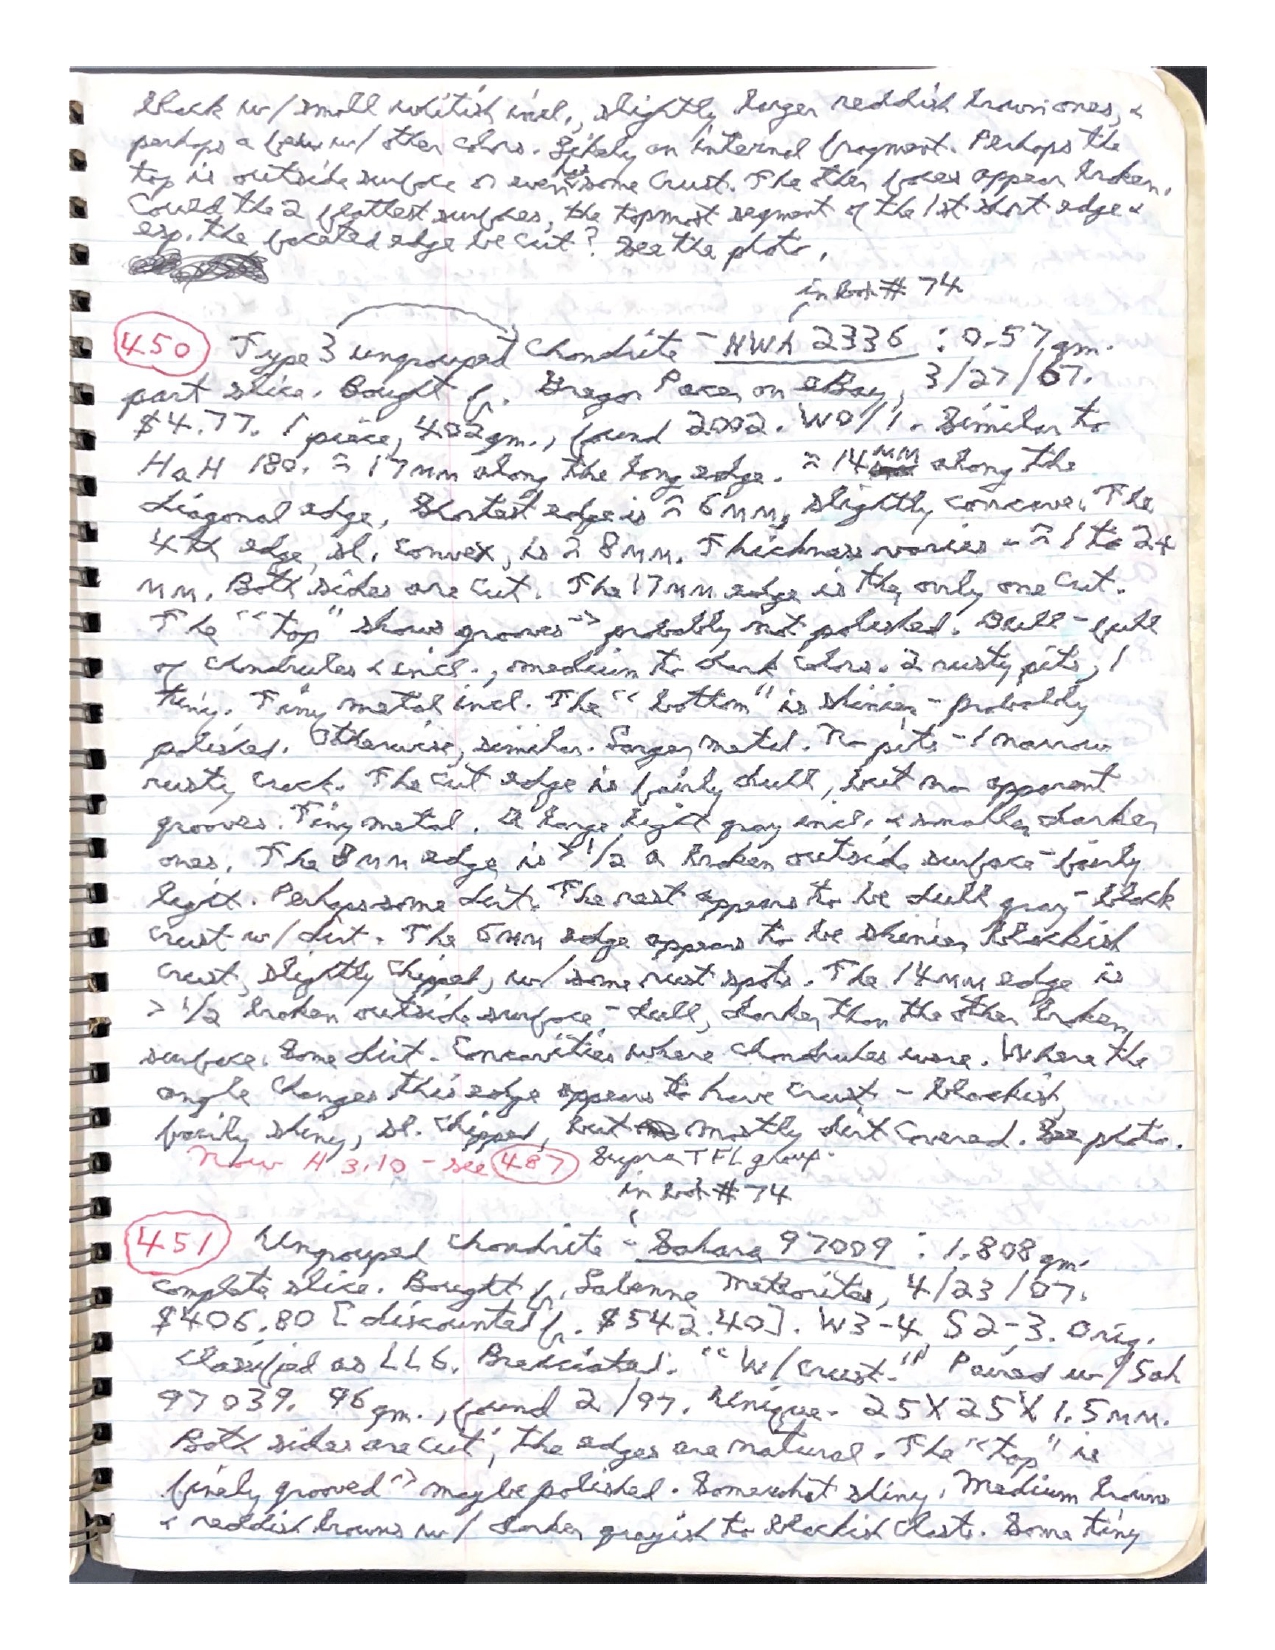 black w/ small whitish incl., slightly larger reddish brown ones, &
perhaps a few w/ other colors. Likely an internal fragment. Perhaps the
top is outside surface or even has some crust. The other faces appear broken.
Could the 2 flattest surfaces, the topmost segment of the 1st short edge &
esp. the faceted edge be cut? See the photo.
in book # 74
450 Type 3 ungrouped Chondrite - NWA 2336 : 0.57 gm.
part slice. Bought fr. Gregor Pacer on eBay, 3/27/07.
$4.77. 1 piece, 402 gm., found 2002. W0/1. Similar to
HaH 180. ≈ 17 mm along the long edge. ≈ 14 mm along the
diagonal edge. Shortest edge is ≈ 6 mm, slightly concave. The
4th edge, sl. convex, is ≈ 8 mm. Thickness varies - ≈ 1 to 2+
mm. Both sides are cut. The 17 mm edge is the only one cut.
The "top" shows grooves -> probably not polished. Dull - full
of chondrules & incl., medium to dark colors. 2 rusty pits, 1
tiny. Tiny metal incl. The "bottom" is shinier - probably
polished. Otherwise, similar. Larger metal. No pits - 1 narrow
rusty crack. The cut edge is fairly dull, but no apparent
grooves. Tiny metal. A large light gray incl. & smaller darker
ones. The 8 mm edge is > 1/2 a broken outside surface - fairly
light. Perhaps some dirt. The rest appears to be dull gray - black
crust w/ dirt. The 6 mm edge appears to be shinier blackish
crust, slightly chipped, w/ some rust spots. The 14 mm edge is
> 1/2 broken outside surface - dull, darker than the other broken
surface. Some dirt. Concavities where chondrules were. Where the
angle changes this edge appears to have crust - blackish,
fairly shiny, sl. chipped, but mostly dirt covered. See photo.
Now H 3.10 - see 487 Supra TFL group.
in book # 74
451 Ungrouped Chondrite - Sahara 97009 : 1.808 gm.
complete slice. Bought fr. Labenne Meteorites, 4/23/07.
$406.80 [discounted fr. $542.40]. W3-4 S2-3. Orig.
classified as LL6. Brecciated. "W/ crust." Paired w/ Sah
97039. 96 gm., found 2/97. Unique. 25 X 25 X 1.5 mm.
Both sides are cut; the edges are natural. The "top" is
finely grooved -> maybe polished. Somewhat shiny. Medium browns
& reddish browns w/ darker grayish to blackish clasts. Some tiny